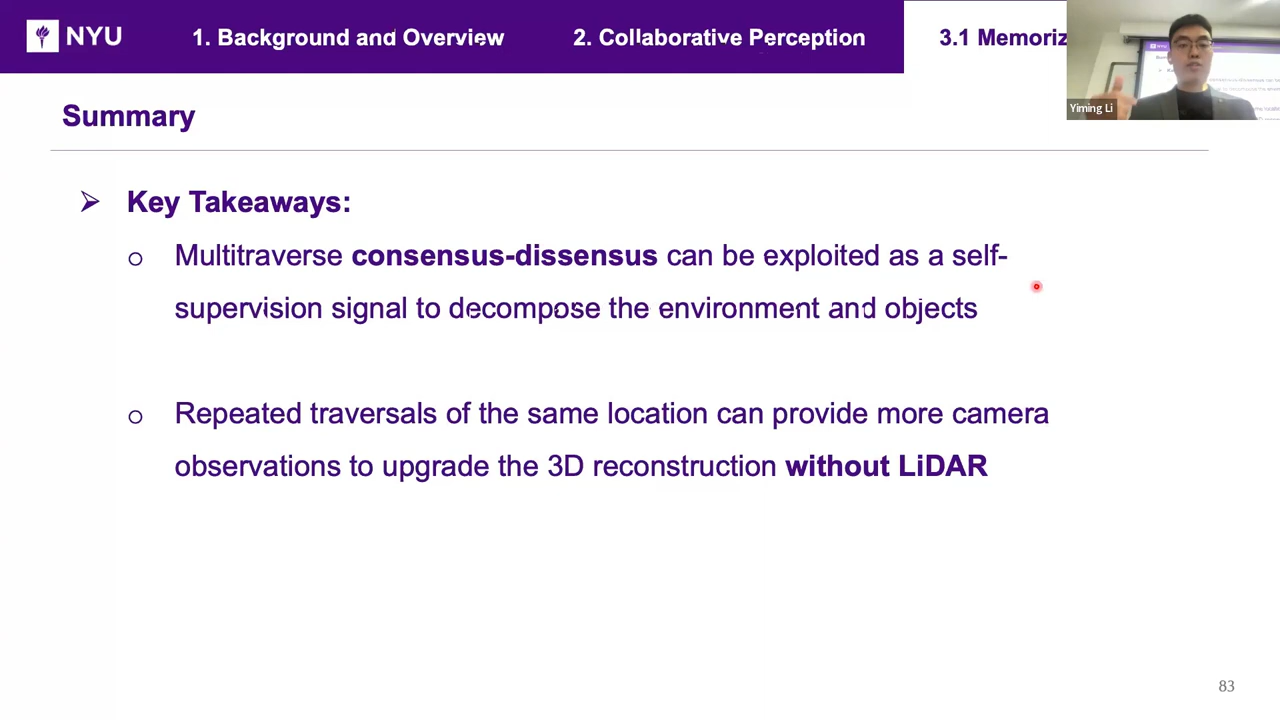 NYU
1. Background and Overview
2. Collaborative Perception
3.1 Memoriz
Yiming Li
Summary
Key Takeaways:
Multitraverse consensus-dissensus can be exploited as a self-
supervision signal to decompose the environment and objects
Repeated traversals of the same location can provide more camera
observations to upgrade the 3D reconstruction without LiDAR
83